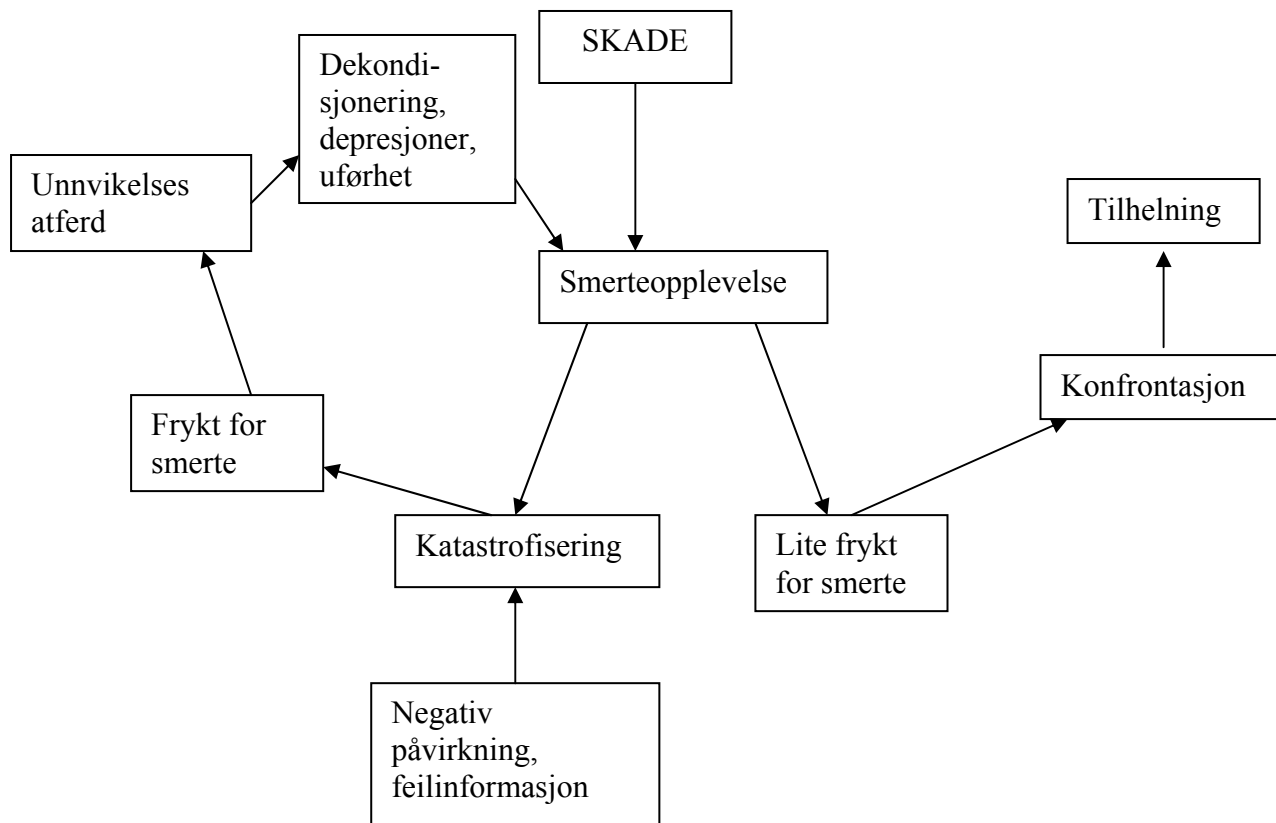 SKADE
Dekondi-
sjonering,
depresjoner,
uførhet
Unnvikelses
atferd
Tilhelning
Smerteopplevelse
Konfrontasjon
Frykt for
smerte
Katastrofisering
Lite frykt
for smerte
Negativ
påvirkning,
feilinformasjon